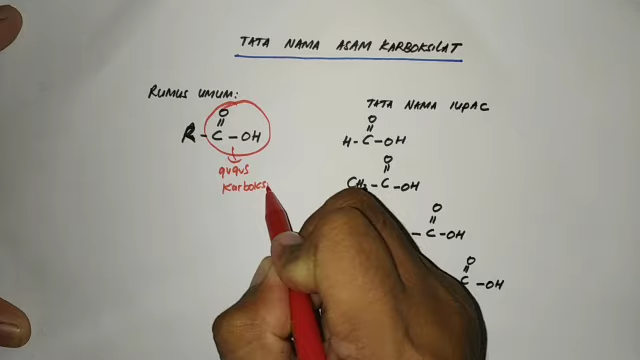 TATA NAMA ASAM KARBOKSILAT
RUMUS UMUM:
O
R - C - OH
gugus
karboks
TATA NAMA IUPAC
O
H - C - OH
O
CH₃ - C - OH
O
- C - OH
O
C - OH